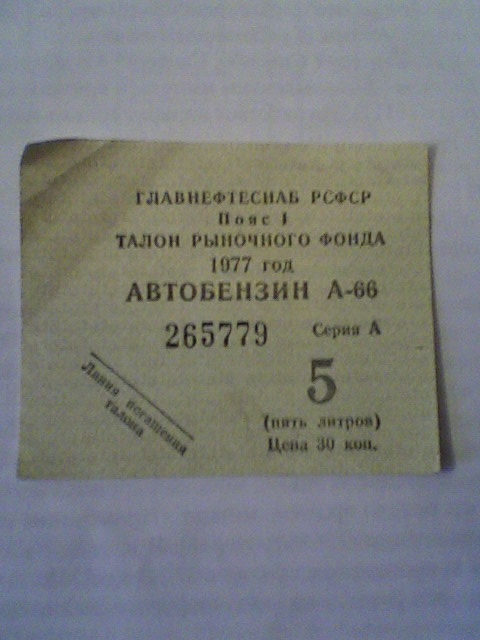 ГЛАВНЕФТЕСНАБ РСФСР
Пояс I
ТАЛОН РЫНОЧНОГО ФОНДА
1977 год
АВТОБЕНЗИН А-66
265779 Серия А
5
(пять литров)
Цена 30 коп.
Линия погашения
талона